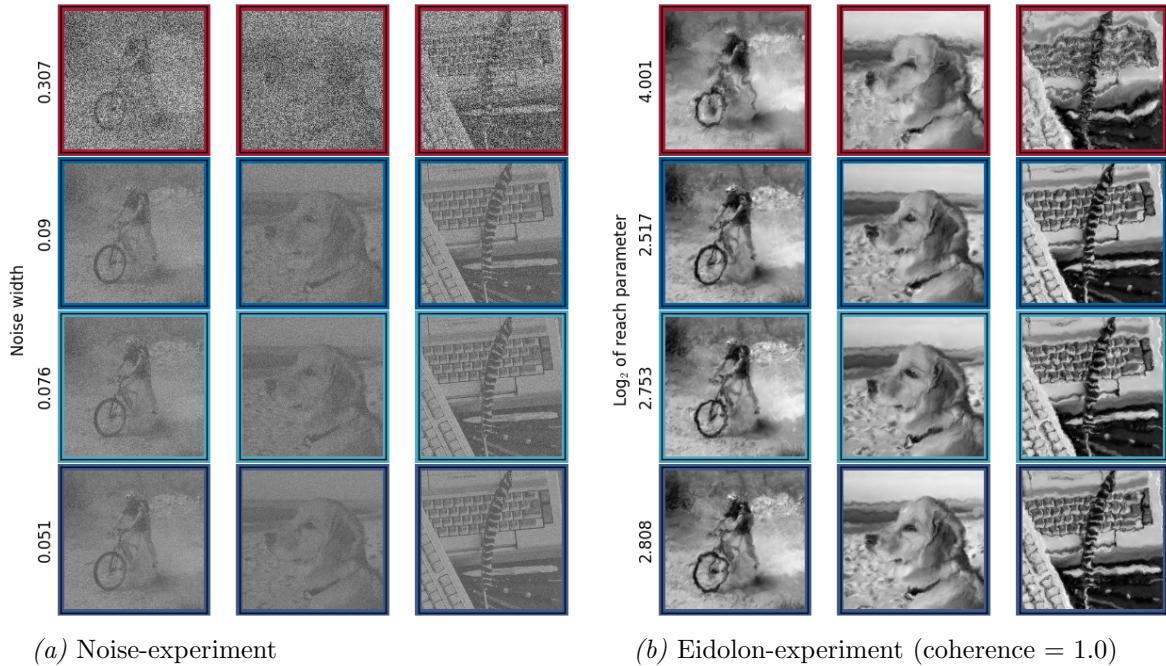 Noise width
0.307
0.09
0.076
0.051
(a) Noise-experiment
Log₂ of reach parameter
4.001
2.517
2.753
2.808
(b) Eidolon-experiment (coherence = 1.0)